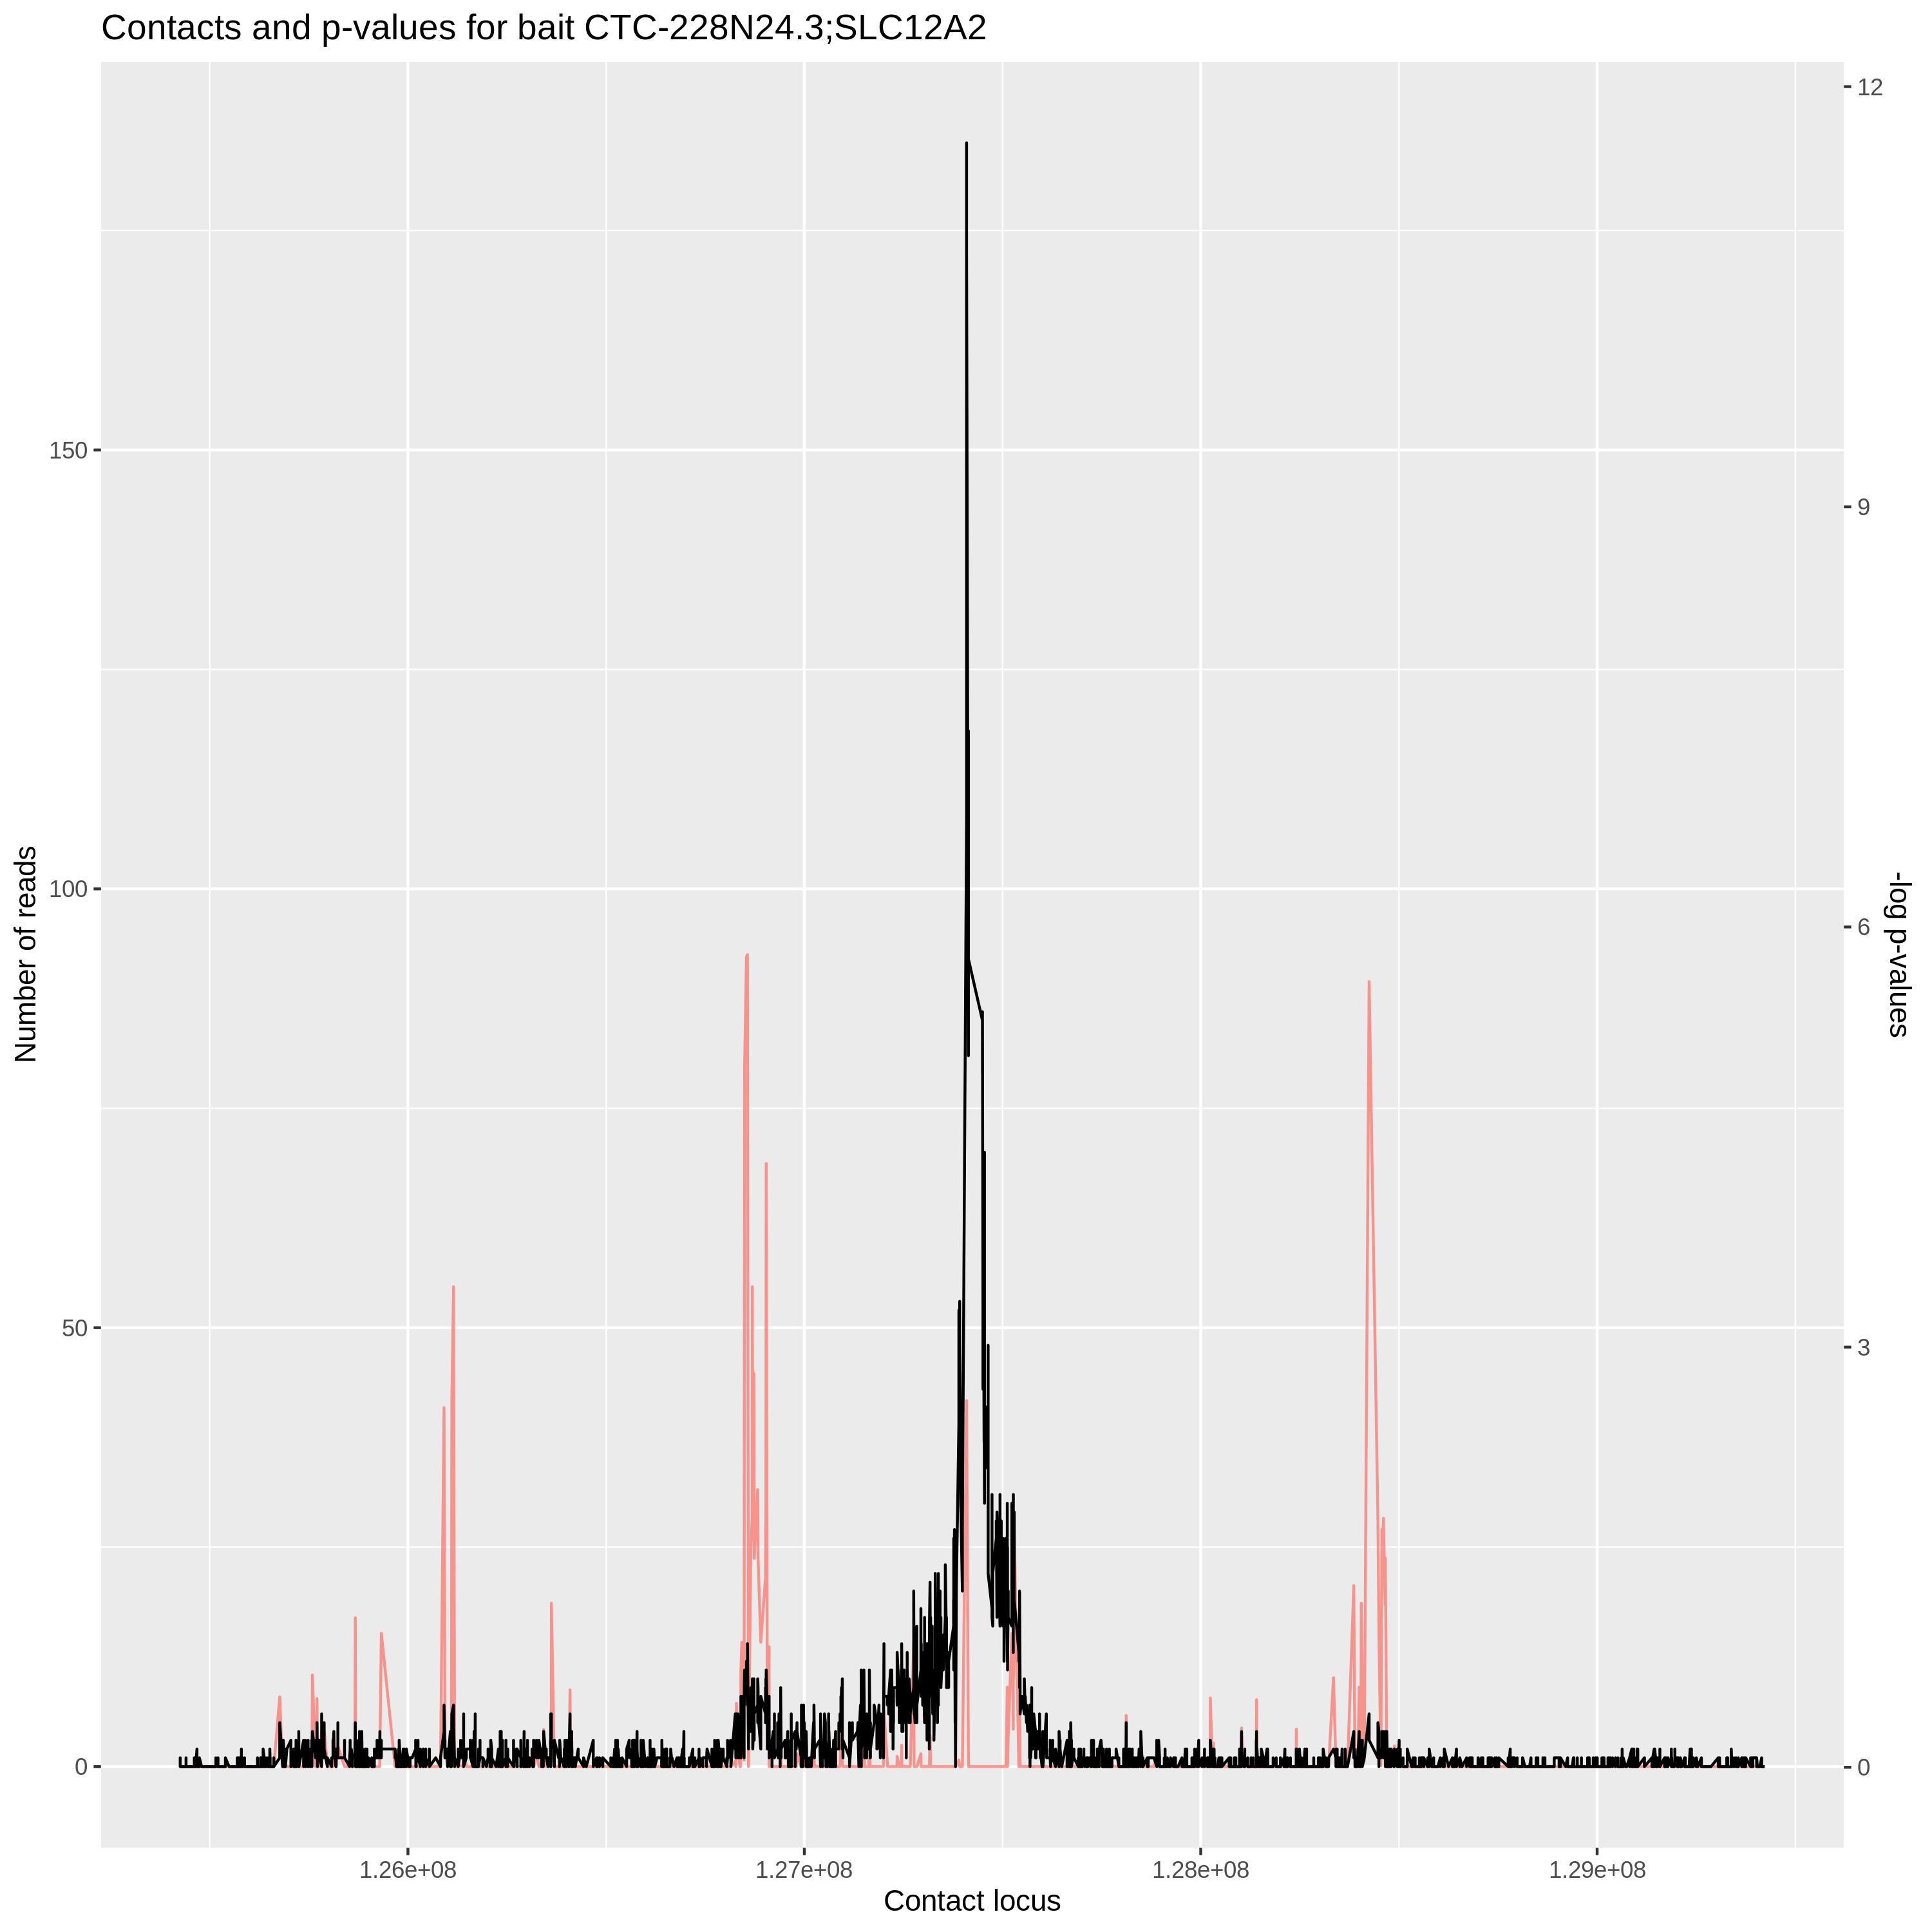 Contacts and p-values for bait CTC-228N24.3;SLC12A2
12
150
9
Number of reads
100
6
-log p-values
50
3
0
0
1.26e+08
1.27e+08
1.28e+08
1.29e+08
Contact locus